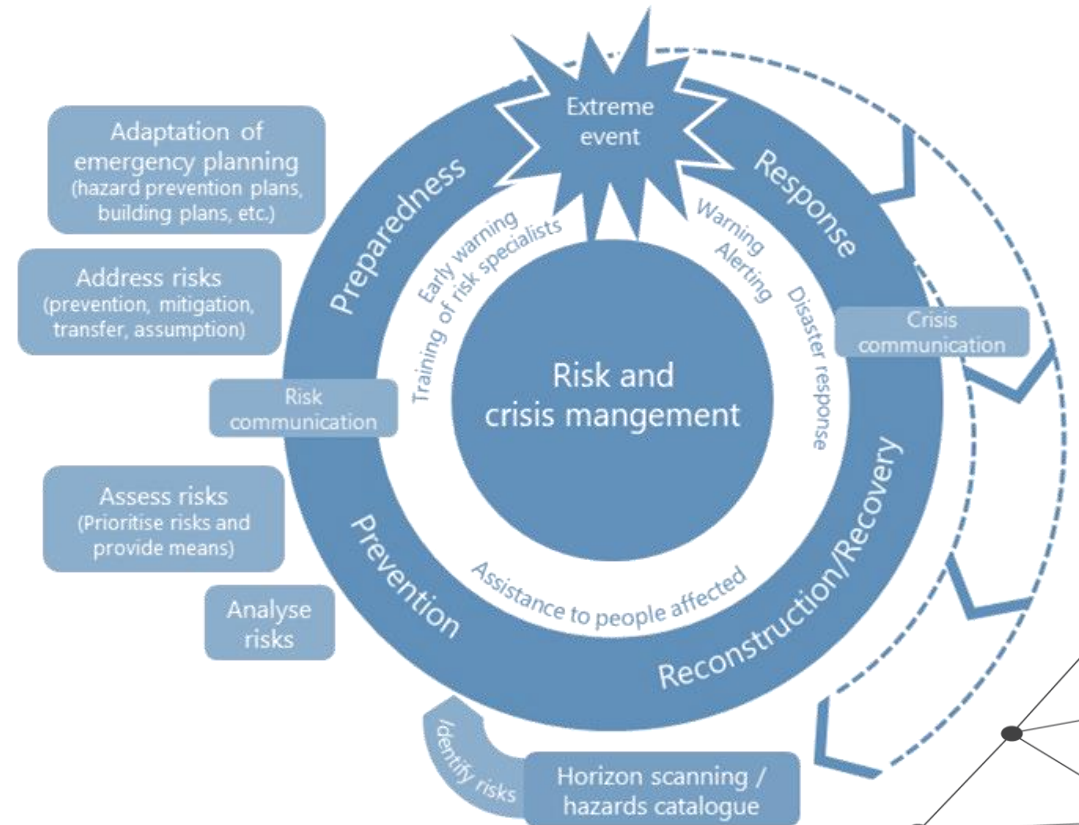 Extreme
event
Adaptation of
emergency planning
(hazard prevention plans,
building plans, etc.)
Preparedness
Response
Early warning
Training of risk specialists
Warning
Alerting
Address risks
(prevention, mitigation,
transfer, assumption)
Disaster response
Crisis
communication
Risk and
crisis mangement
Risk
communication
Assess risks
(Prioritise risks and
provide means)
Prevention
Reconstruction/Recovery
Assistance to people affected
Analyse
risks
Identify risks
Horizon scanning /
hazards catalogue